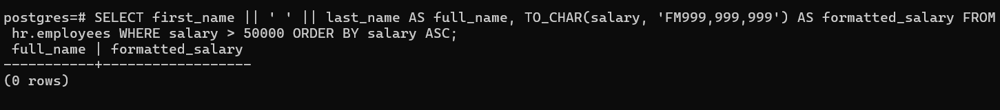 postgres=# SELECT first_name || ' ' || last_name AS full_name, TO_CHAR(salary, 'FM999,999,999') AS formatted_salary FROM
 hr.employees WHERE salary > 50000 ORDER BY salary ASC;
 full_name | formatted_salary
-----------+------------------
(0 rows)